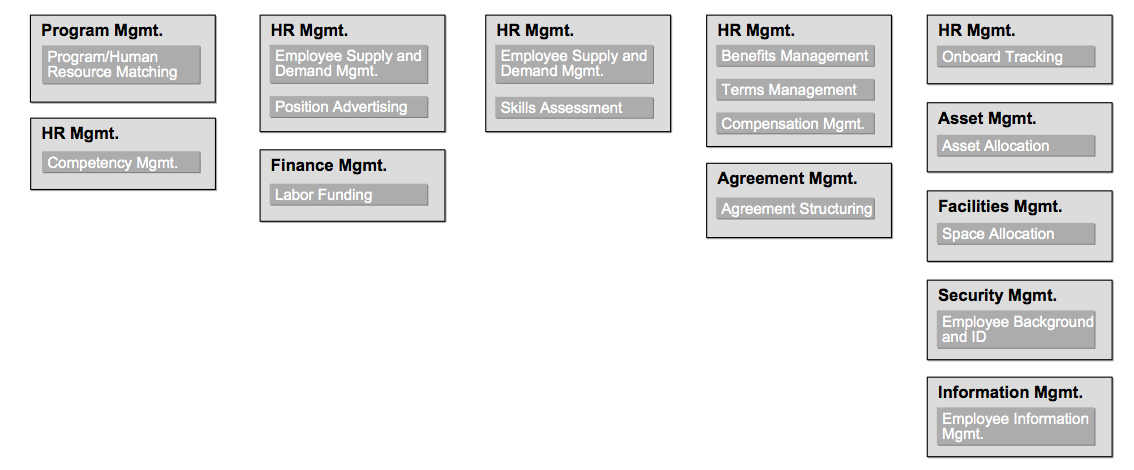 Program Mgmt.
Program/Human
Resource Matching
HR Mgmt.
Competency Mgmt.
HR Mgmt.
Employee Supply and
Demand Mgmt.
Position Advertising
Finance Mgmt.
Labor Funding
HR Mgmt.
Employee Supply and
Demand Mgmt.
Skills Assessment
HR Mgmt.
Benefits Management
Terms Management
Compensation Mgmt.
Agreement Mgmt.
Agreement Structuring
HR Mgmt.
Onboard Tracking
Asset Mgmt.
Asset Allocation
Facilities Mgmt.
Space Allocation
Security Mgmt.
Employee Background
and ID
Information Mgmt.
Employee Information
Mgmt.